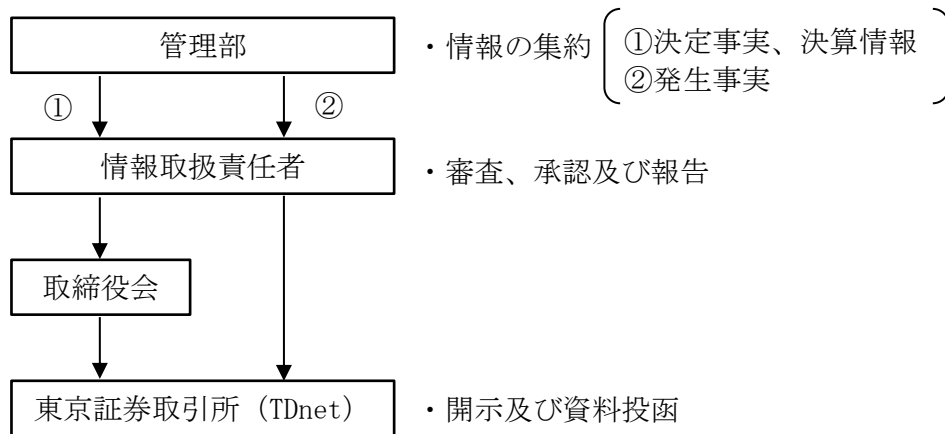 管理部
・情報の集約
①決定事実、決算情報
②発生事実
①
②
情報取扱責任者
・審査、承認及び報告
取締役会
東京証券取引所（TDnet）
・開示及び資料投函